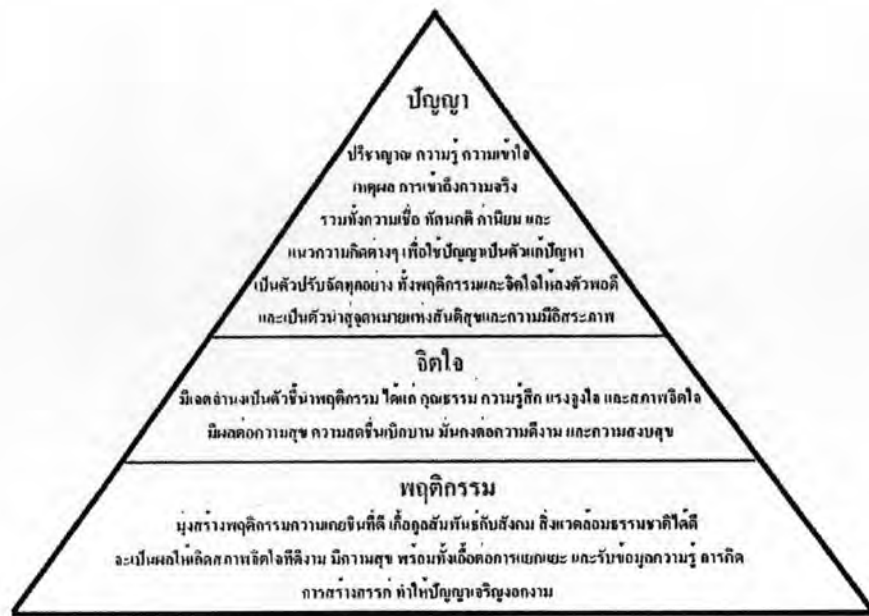 ปัญญา
ปรีชาญาณ ความรู้ ความเข้าใจ
เหตุผล การเข้าถึงความจริง
รวมทั้งความเชื่อ ทัศนคติ ค่านิยม และ
แนวความคิดต่างๆ เพื่อใช้ปัญญาเป็นตัวแก้ปัญหา
เป็นตัวปรับจัดทุกอย่าง ทั้งพฤติกรรมและจิตใจให้ลงตัวพอดี
และเป็นตัวนำสู่จุดหมายแห่งสันติสุขและความมีอิสระภาพ
จิตใจ
มีเจตจำนงเป็นตัวชี้นำพฤติกรรม ได้แก่ คุณธรรม ความรู้สึก แรงจูงใจ และสภาพจิตใจ
มีผลต่อความสุข ความสดชื่นเบิกบาน มั่นคงต่อความดีงาม และความสงบสุข
พฤติกรรม
มุ่งสร้างพฤติกรรมความเคยชินที่ดี เกื้อกูลสัมพันธ์กับสังคม สิ่งแวดล้อมธรรมชาติได้ดี
จะเป็นผลให้เกิดสภาพจิตใจที่ดีงาม มีความสุข พร้อมทั้งเอื้อต่อการแยกแยะ และรับข้อมูลความรู้ การคิด
การสร้างสรรค์ ทำให้ปัญญาเจริญงอกงาม